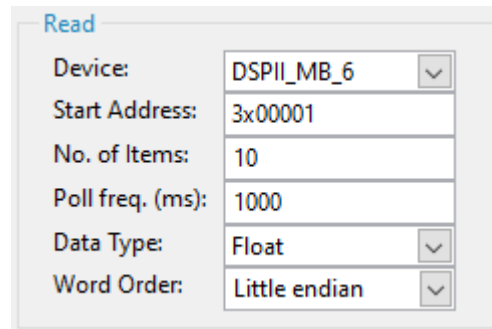 Read
Device: DSPII_MB_6
Start Address: 3x00001
No. of Items: 10
Poll freq. (ms): 1000
Data Type: Float
Word Order: Little endian